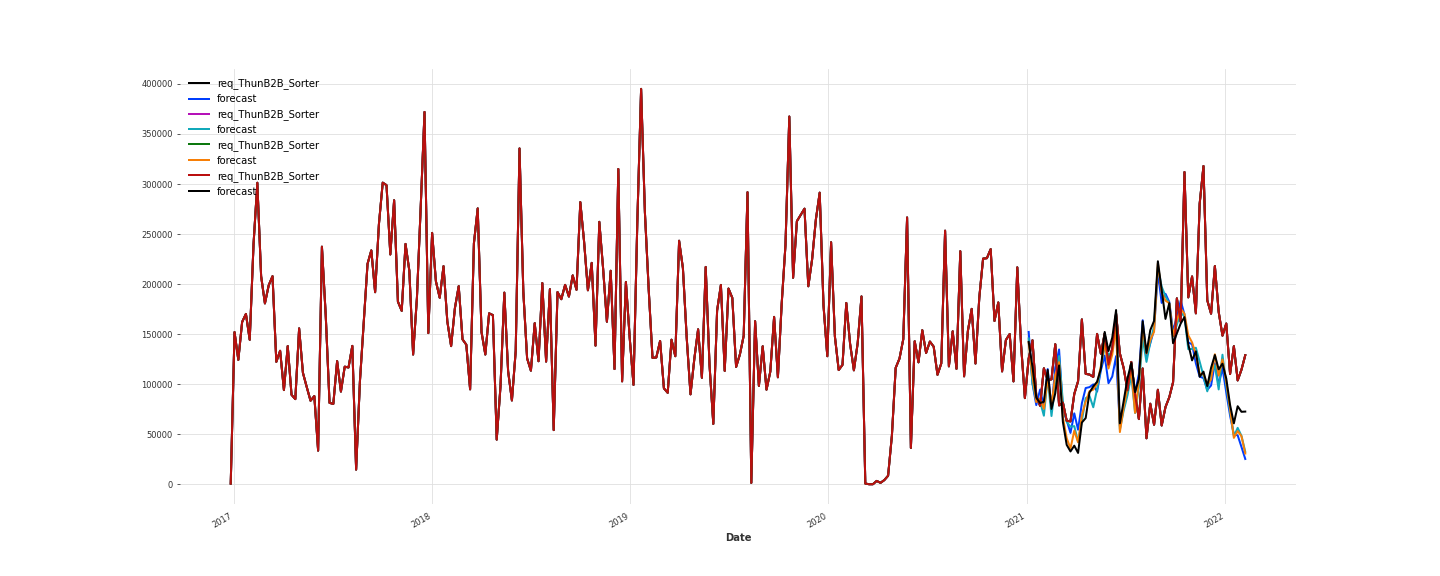 400000
350000
300000
250000
200000
150000
100000
50000
0
req_ThunB2B_Sorter
forecast
req_ThunB2B_Sorter
forecast
req_ThunB2B_Sorter
forecast
req_ThunB2B_Sorter
forecast
2017
2018
2019
2020
2021
2022
Date